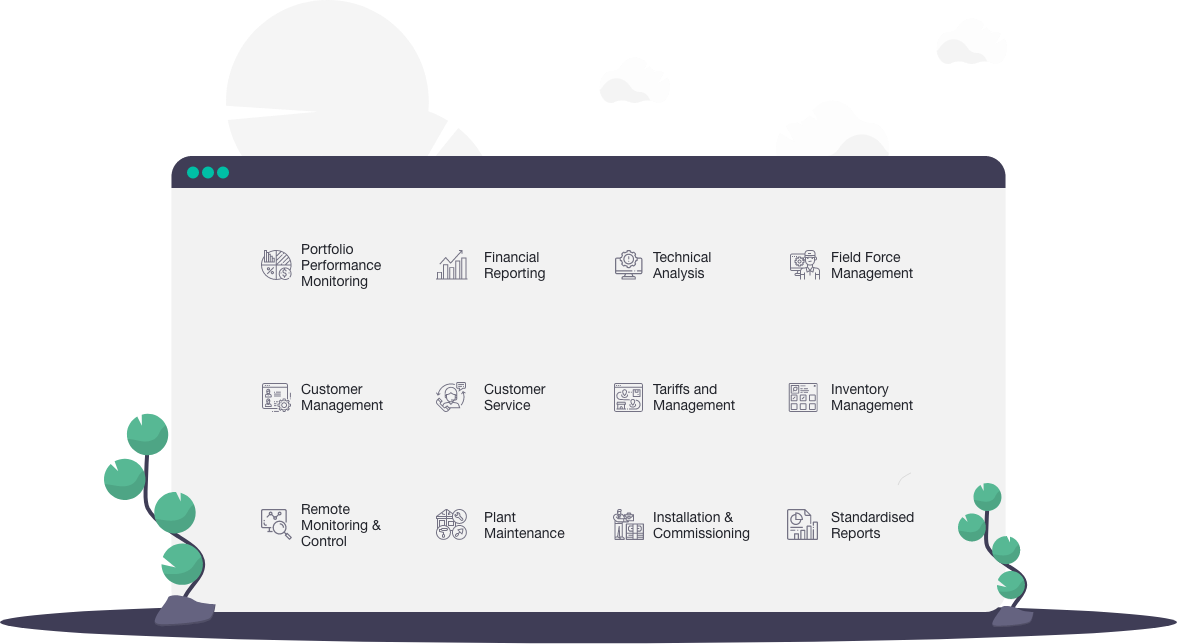 Portfolio
Performance
Monitoring
Financial
Reporting
Technical
Analysis
Field Force
Management
Customer
Management
Customer
Service
Tariffs and
Management
Inventory
Management
Remote
Monitoring &
Control
Plant
Maintenance
Installation &
Commissioning
Standardised
Reports